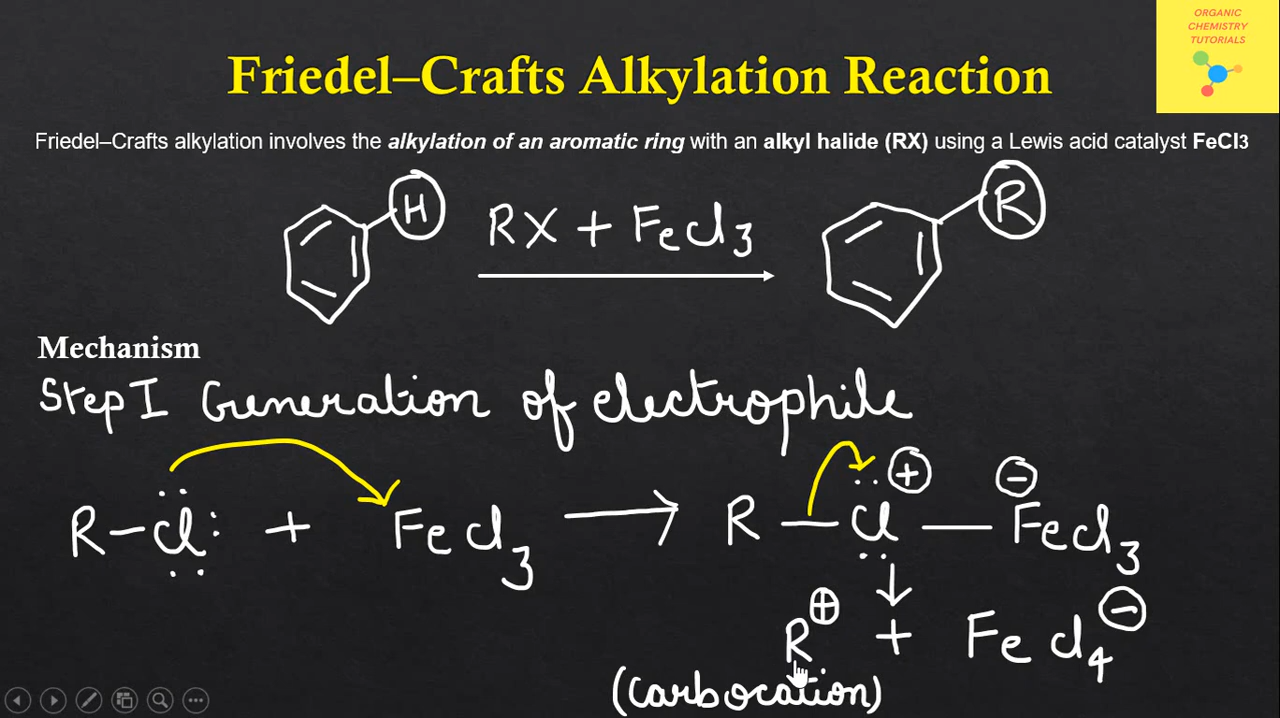 ORGANIC
CHEMISTRY
TUTORIALS
Friedel–Crafts Alkylation Reaction
Friedel–Crafts alkylation involves the alkylation of an aromatic ring with an alkyl halide (RX) using a Lewis acid catalyst FeCl3
H RX + FeCl3 R
Mechanism
Step I Generation of electrophile
R–Cl: + FeCl3 → R–Cl⊕–FeCl3⊖
↓
R⊕ + FeCl4⊖
(carbocation)